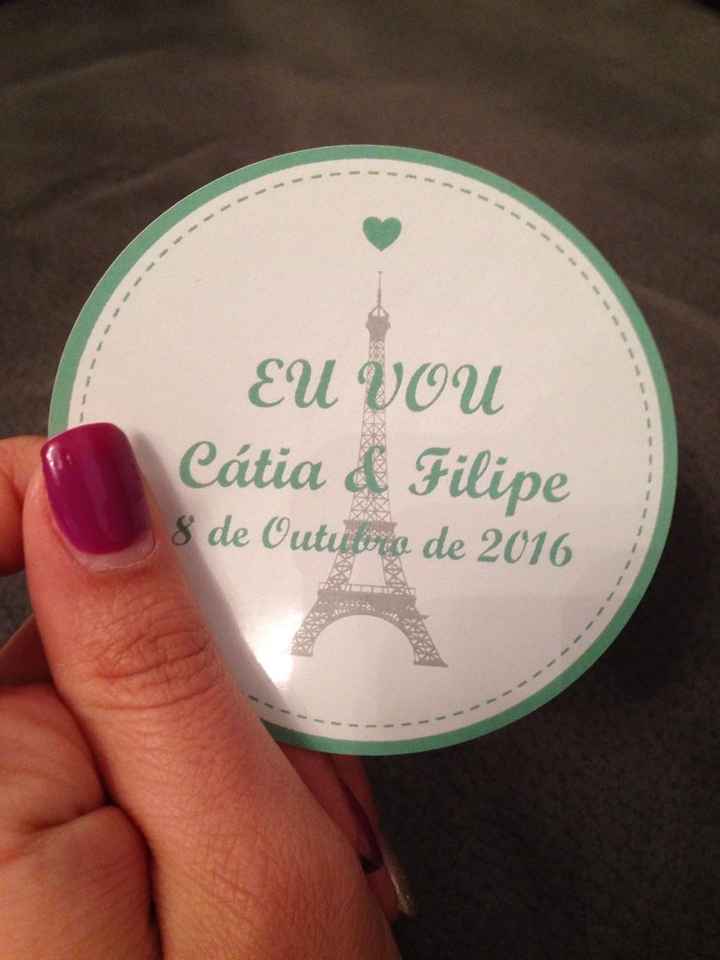 EU VOU
Cátia & Filipe
8 de Outubro de 2016